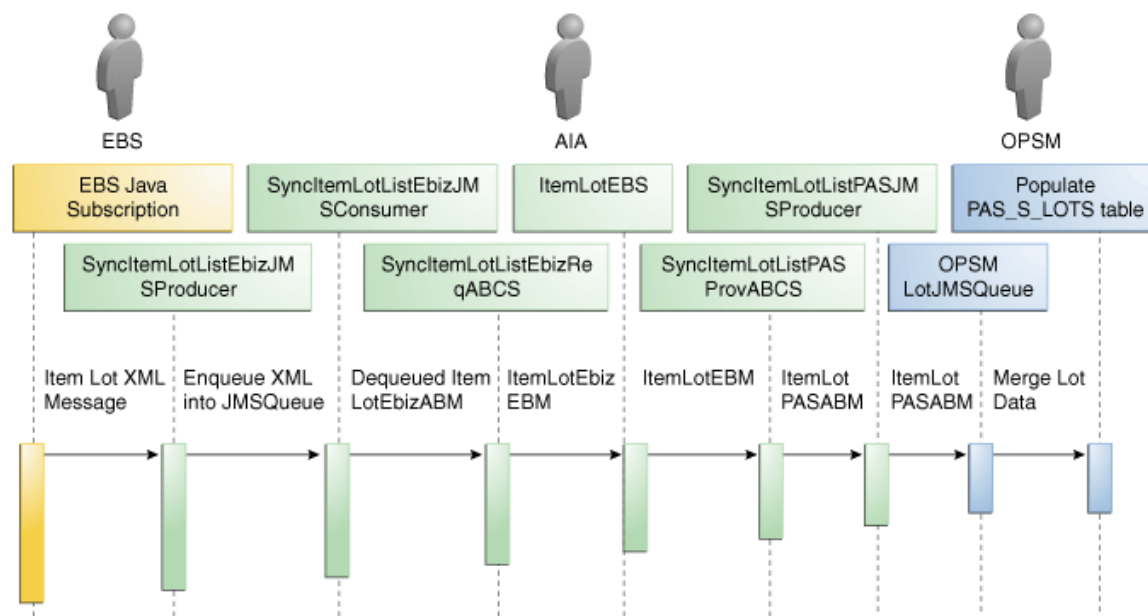 EBS
AIA
OPSM
EBS Java
Subscription
SyncItemLotListEbizJM
SConsumer
ItemLotEBS
SyncItemLotListPASJM
SProducer
Populate
PAS_S_LOTS table
SyncItemLotListEbizJM
SProducer
SyncItemLotListEbizRe
qABCS
SyncItemLotListPAS
ProvABCS
OPSM
LotJMSQueue
Item Lot XML
Message
Enqueue XML
into JMSQueue
Dequeued Item
LotEbizABM
ItemLotEbiz
EBM
ItemLotEBM
ItemLot
PASABM
ItemLot
PASABM
Merge Lot
Data